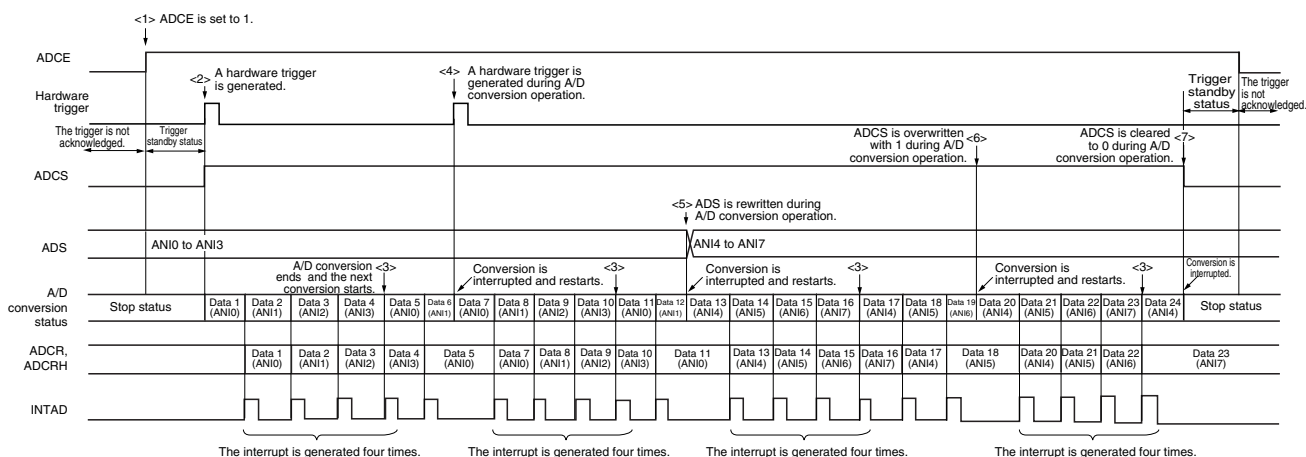 <1> ADCE is set to 1.
ADCE
<2> A hardware trigger
is generated.
<4> A hardware trigger is
generated during A/D
conversion operation.
Trigger
standby
status
The trigger
is not
acknowledged.
Hardware
trigger
The trigger is not
acknowledged.
Trigger
standby status
ADCS is overwritten
with 1 during A/D
conversion operation.
<6>
ADCS is cleared
to 0 during A/D
conversion operation.
<7>
ADCS
<5> ADS is rewritten during
A/D conversion operation.
ADS
ANI0 to ANI3
ANI4 to ANI7
A/D conversion
ends and the next
conversion starts.
<3>
Conversion is
interrupted and restarts.
<3>
Conversion is
interrupted and restarts.
<3>
Conversion is
interrupted and restarts.
<3>
Conversion is
interrupted.
A/D
conversion
status
Stop status
Data 1
(ANI0)
Data 2
(ANI1)
Data 3
(ANI2)
Data 4
(ANI3)
Data 5
(ANI0)
Data 6
(ANI1)
Data 7
(ANI0)
Data 8
(ANI1)
Data 9
(ANI2)
Data 10
(ANI3)
Data 11
(ANI0)
Data 12
(ANI1)
Data 13
(ANI4)
Data 14
(ANI5)
Data 15
(ANI6)
Data 16
(ANI7)
Data 17
(ANI4)
Data 18
(ANI5)
Data 19
(ANI6)
Data 20
(ANI4)
Data 21
(ANI5)
Data 22
(ANI6)
Data 23
(ANI7)
Data 24
(ANI4)
Stop status
ADCR,
ADCRH
Data 1
(ANI0)
Data 2
(ANI1)
Data 3
(ANI2)
Data 4
(ANI3)
Data 5
(ANI0)
Data 7
(ANI0)
Data 8
(ANI1)
Data 9
(ANI2)
Data 10
(ANI3)
Data 11
(ANI0)
Data 13
(ANI4)
Data 14
(ANI5)
Data 15
(ANI6)
Data 16
(ANI7)
Data 17
(ANI4)
Data 18
(ANI5)
Data 20
(ANI4)
Data 21
(ANI5)
Data 22
(ANI6)
Data 23
(ANI7)
INTAD
The interrupt is generated four times.
The interrupt is generated four times.
The interrupt is generated four times.
The interrupt is generated four times.